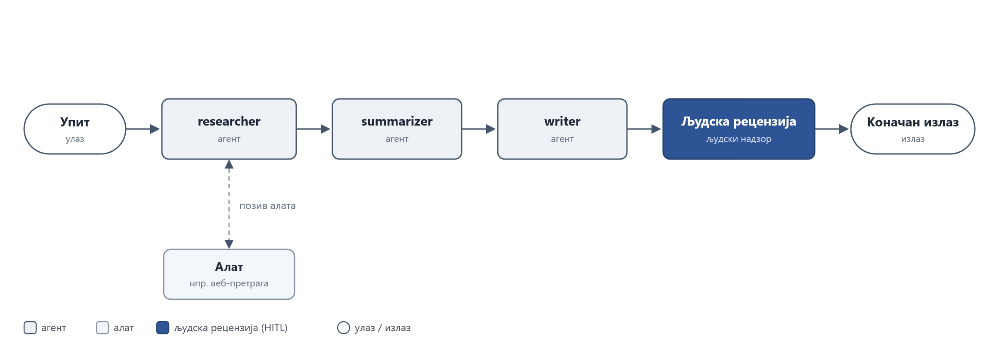 Упит
улаз
researcher
агент
summarizer
агент
writer
агент
Људска рецензија
људски надзор
Коначан излаз
излаз
позив алата
Алат
нпр. веб-претрага
агент
алат
људска рецензија (HITL)
улаз / излаз